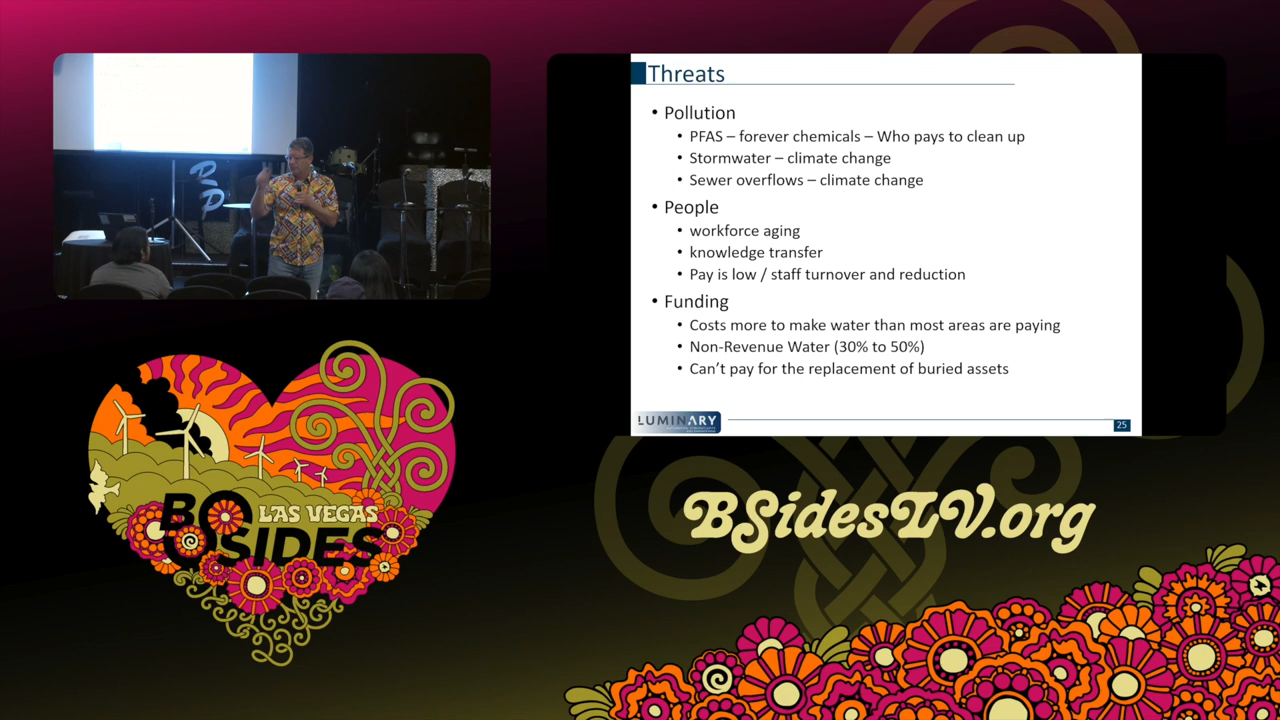 Threats
• Pollution
• PFAS – forever chemicals – Who pays to clean up
• Stormwater – climate change
• Sewer overflows – climate change
• People
• workforce aging
• knowledge transfer
• Pay is low / staff turnover and reduction
• Funding
• Costs more to make water than most areas are paying
• Non-Revenue Water (30% to 50%)
• Can’t pay for the replacement of buried assets
LUMINARY
25
LAS VEGAS
BSIDES
BSidesLV.org